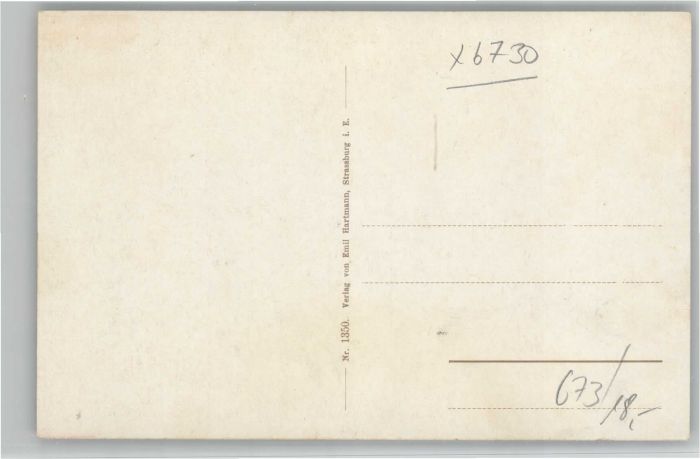 x6730
Nr. 1350. Verlag von Emil Hartmann, Strassburg i. E.
673/18,-